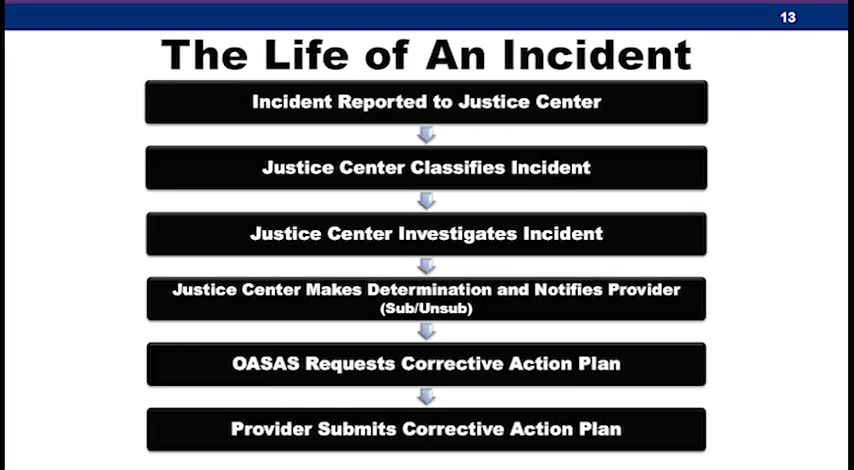 13
The Life of An Incident
Incident Reported to Justice Center
Justice Center Classifies Incident
Justice Center Investigates Incident
Justice Center Makes Determination and Notifies Provider
(Sub/Unsub)
OASAS Requests Corrective Action Plan
Provider Submits Corrective Action Plan